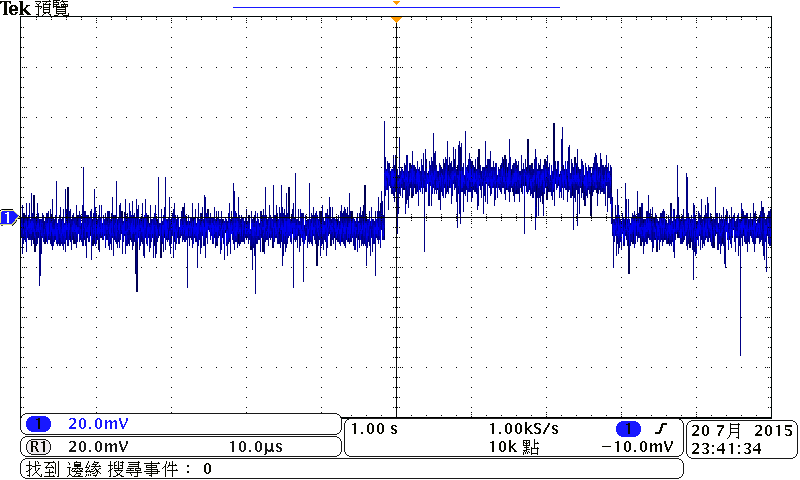 Tek 預覽
1
1 20.0mV
R1 20.0mV 10.0µs
1.00 s 1.00kS/s 1
10k 點 −10.0mV
20 7月 2015
23:41:34
找到 邊緣 搜尋事件： 0